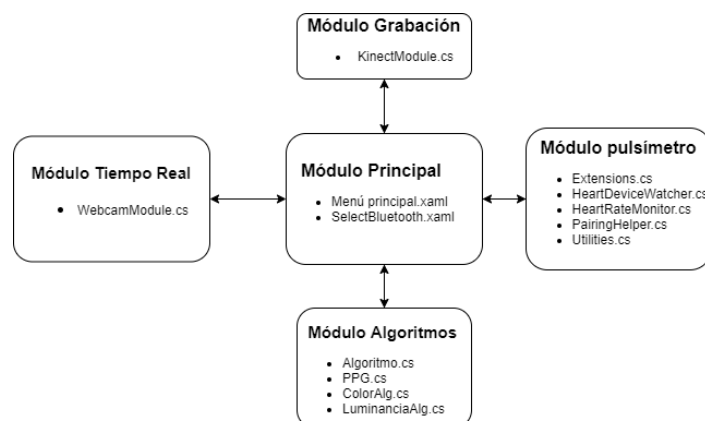 Módulo Grabación
• KinectModule.cs
Módulo Tiempo Real
• WebcamModule.cs
Módulo Principal
• Menú principal.xaml
• SelectBluetooth.xaml
Módulo pulsímetro
• Extensions.cs
• HeartDeviceWatcher.cs
• HeartRateMonitor.cs
• PairingHelper.cs
• Utilities.cs
Módulo Algoritmos
• Algoritmo.cs
• PPG.cs
• ColorAlg.cs
• LuminanciaAlg.cs